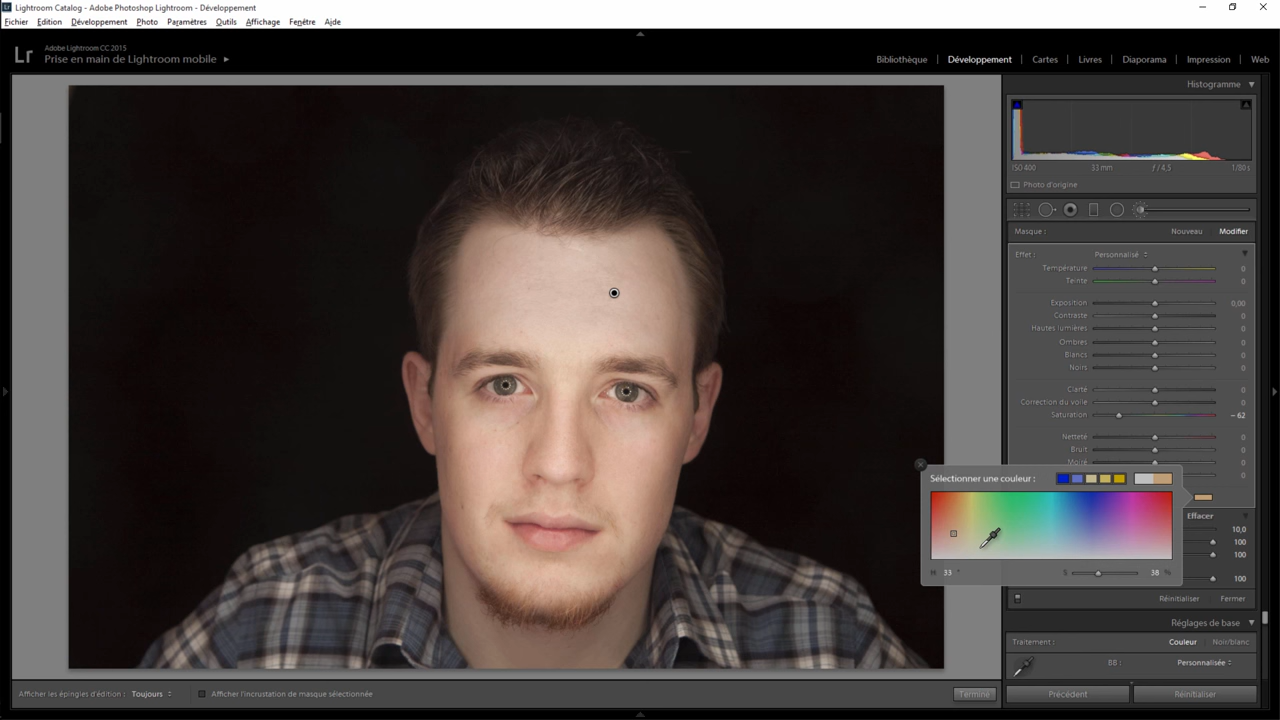 Lightroom Catalog - Adobe Photoshop Lightroom - Développement
Fichier Edition Développement Photo Paramètres Outils Affichage Fenêtre Aide
Lr
Adobe Lightroom CC 2015
Prise en main de Lightroom mobile
Bibliothèque | Développement | Cartes | Livres | Diaporama | Impression | Web
Histogramme
ISO 400 33 mm ƒ / 4,5 1/80 s
Photo d'origine
Masque : Nouveau Modifier
Effet : Personnalisé
Température 0
Teinte 0
Exposition 0,00
Contraste 0
Hautes lumières 0
Ombres 0
Blancs 0
Noirs 0
Clarté 0
Correction du voile 0
Saturation – 62
Netteté 0
Bruit 0
Moiré
Sélectionner une couleur :
Effacer
10,0
100
100
33 ° S 38 %
100
Réinitialiser Fermer
Réglages de base
Traitement : Couleur Noir/blanc
BB : Personnalisée
Afficher les épingles d'édition : Toujours Afficher l'incrustation de masque sélectionnée Terminé
Précédent Réinitialiser